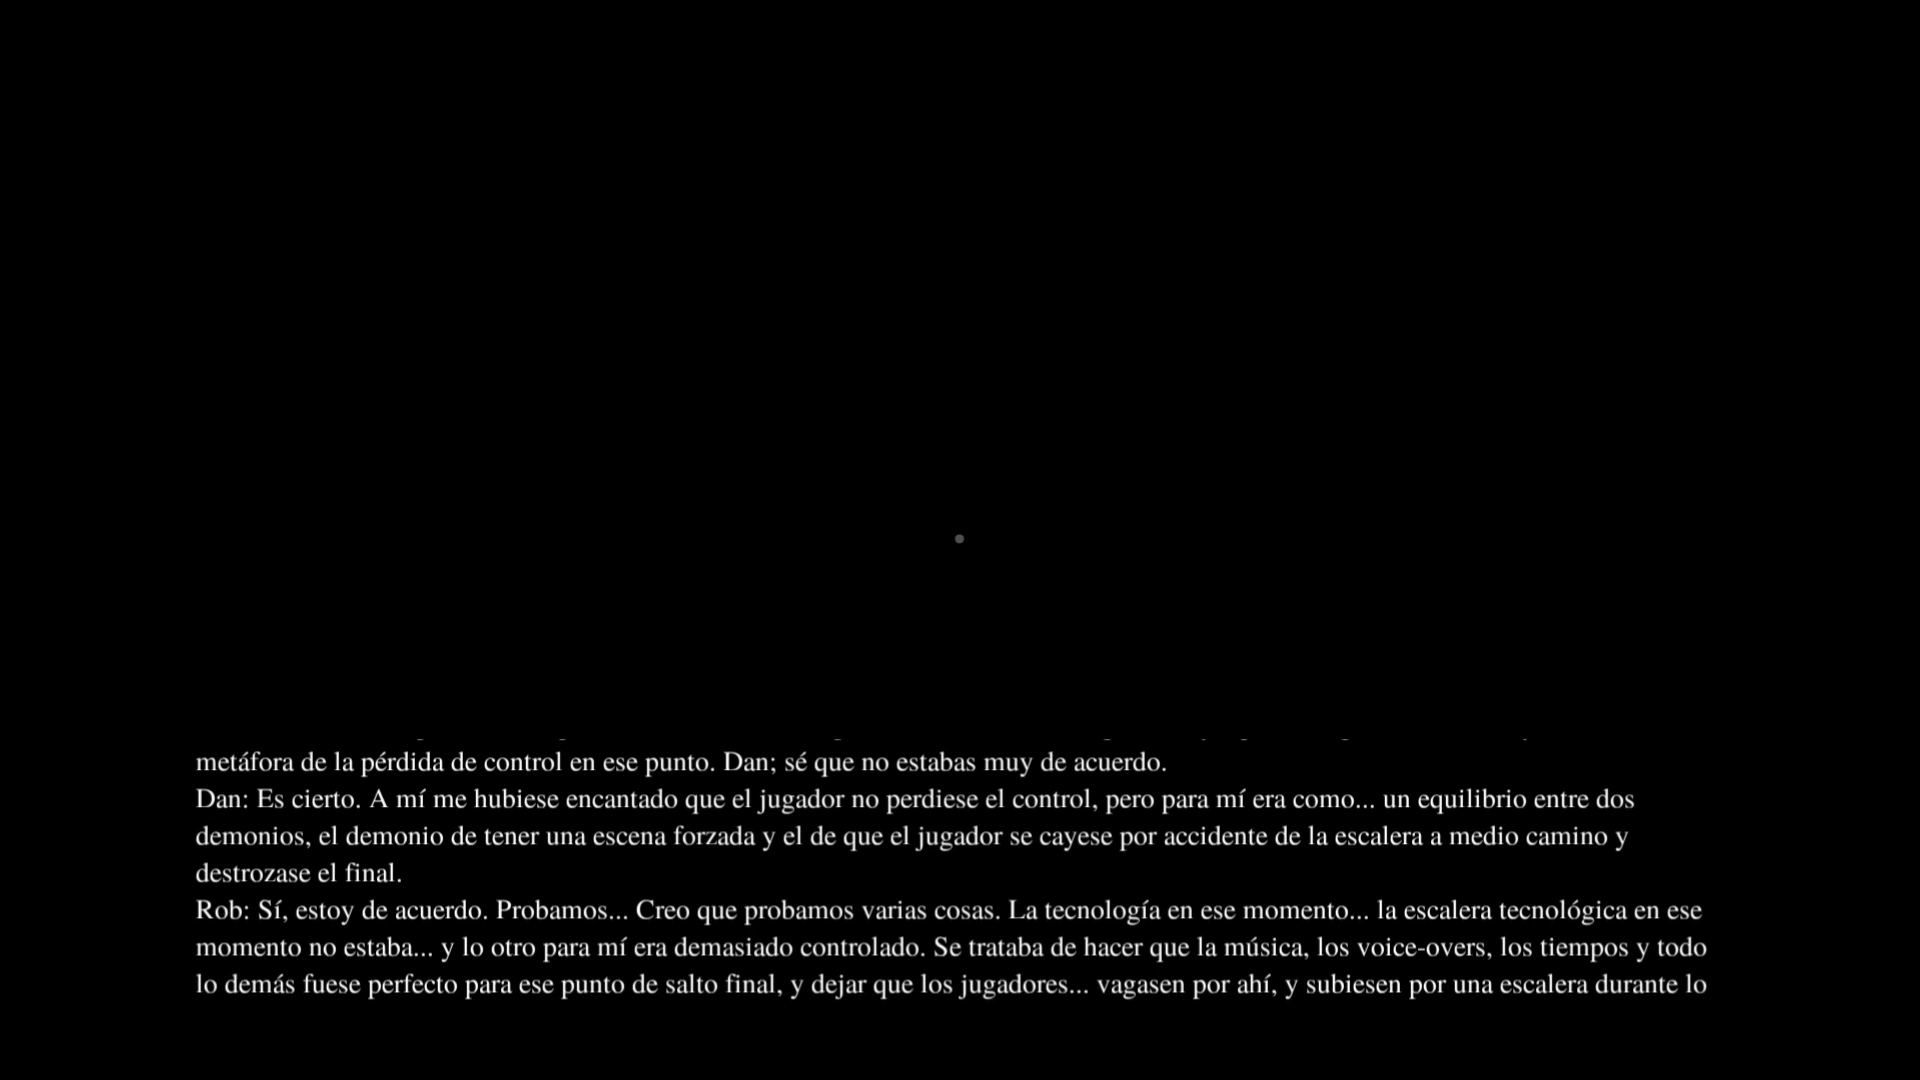 metáfora de la pérdida de control en ese punto. Dan; sé que no estabas muy de acuerdo.
Dan: Es cierto. A mí me hubiese encantado que el jugador no perdiese el control, pero para mí era como... un equilibrio entre dos
demonios, el demonio de tener una escena forzada y el de que el jugador se cayese por accidente de la escalera a medio camino y
destrozase el final.
Rob: Sí, estoy de acuerdo. Probamos... Creo que probamos varias cosas. La tecnología en ese momento... la escalera tecnológica en ese
momento no estaba... y lo otro para mí era demasiado controlado. Se trataba de hacer que la música, los voice-overs, los tiempos y todo
lo demás fuese perfecto para ese punto de salto final, y dejar que los jugadores... vagasen por ahí, y subiesen por una escalera durante lo